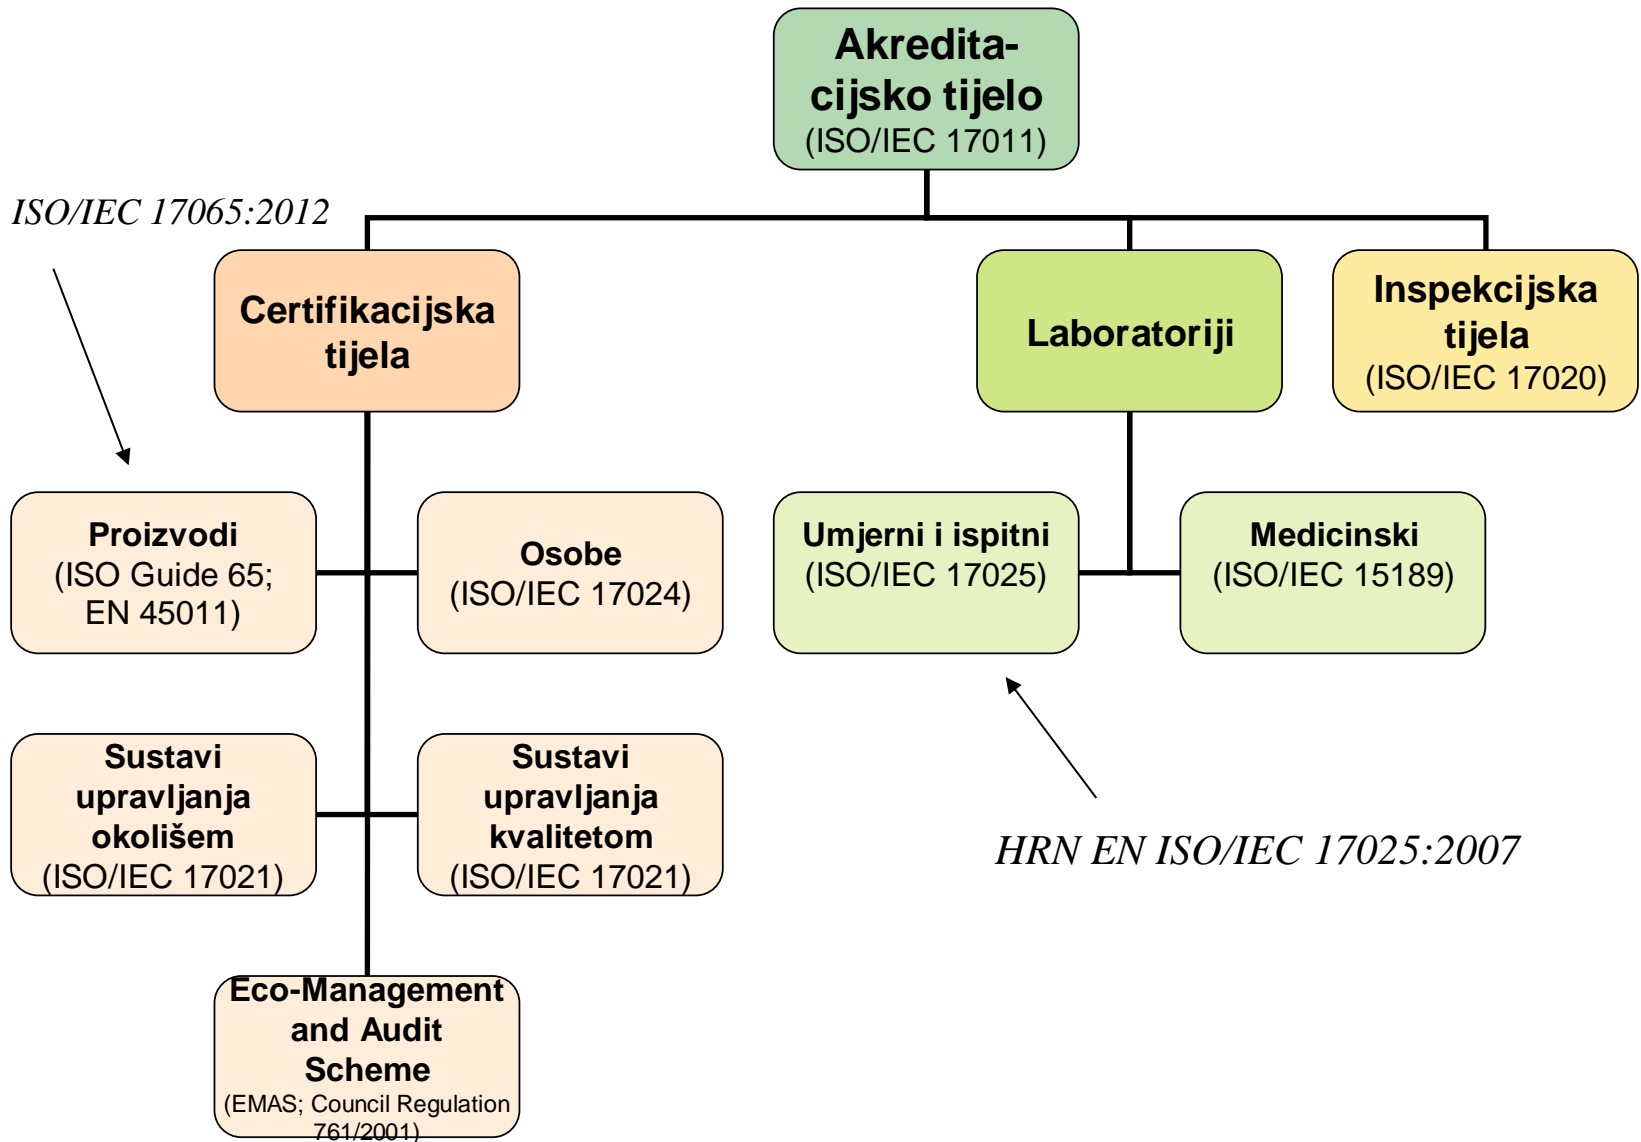 Akredita-
cijsko tijelo
(ISO/IEC 17011)
ISO/IEC 17065:2012
Certifikacijska
tijela
Laboratoriji
Inspekcijska
tijela
(ISO/IEC 17020)
Proizvodi
(ISO Guide 65;
EN 45011)
Osobe
(ISO/IEC 17024)
Umjerni i ispitni
(ISO/IEC 17025)
Medicinski
(ISO/IEC 15189)
Sustavi
upravljanja
okolišem
(ISO/IEC 17021)
Sustavi
upravljanja
kvalitetom
(ISO/IEC 17021)
HRN EN ISO/IEC 17025:2007
Eco-Management
and Audit
Scheme
(EMAS; Council Regulation
761/2001)